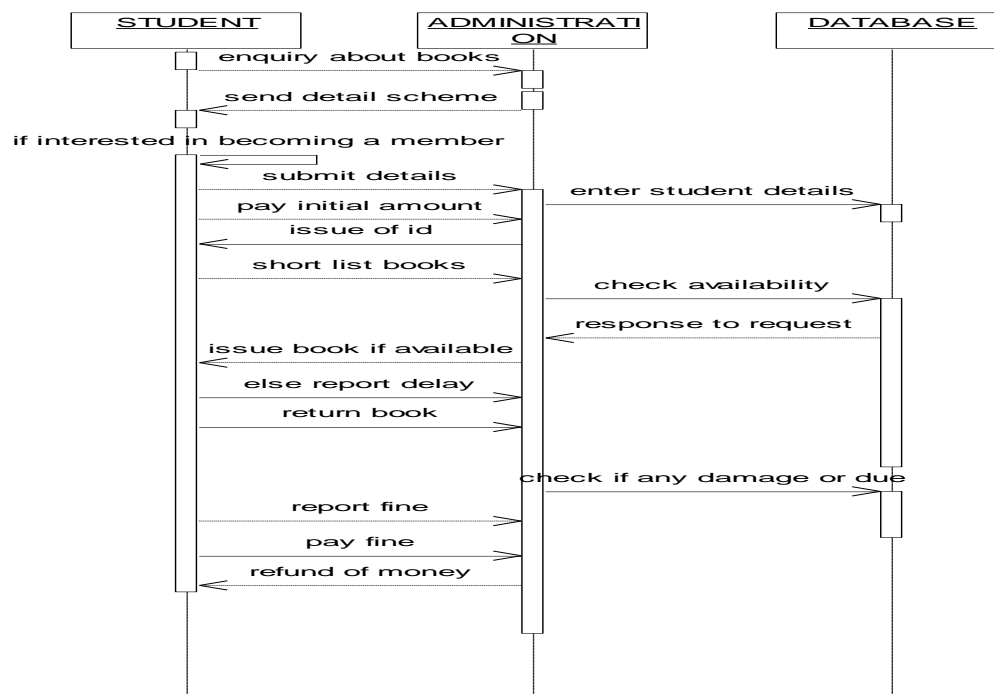 STUDENT
ADMINISTRATI
ON
DATABASE
enquiry about books
send detail scheme
if interested in becoming a member
submit details
enter student details
pay initial amount
issue of id
short list books
check availability
response to request
issue book if available
else report delay
return book
check if any damage or due
report fine
pay fine
refund of money